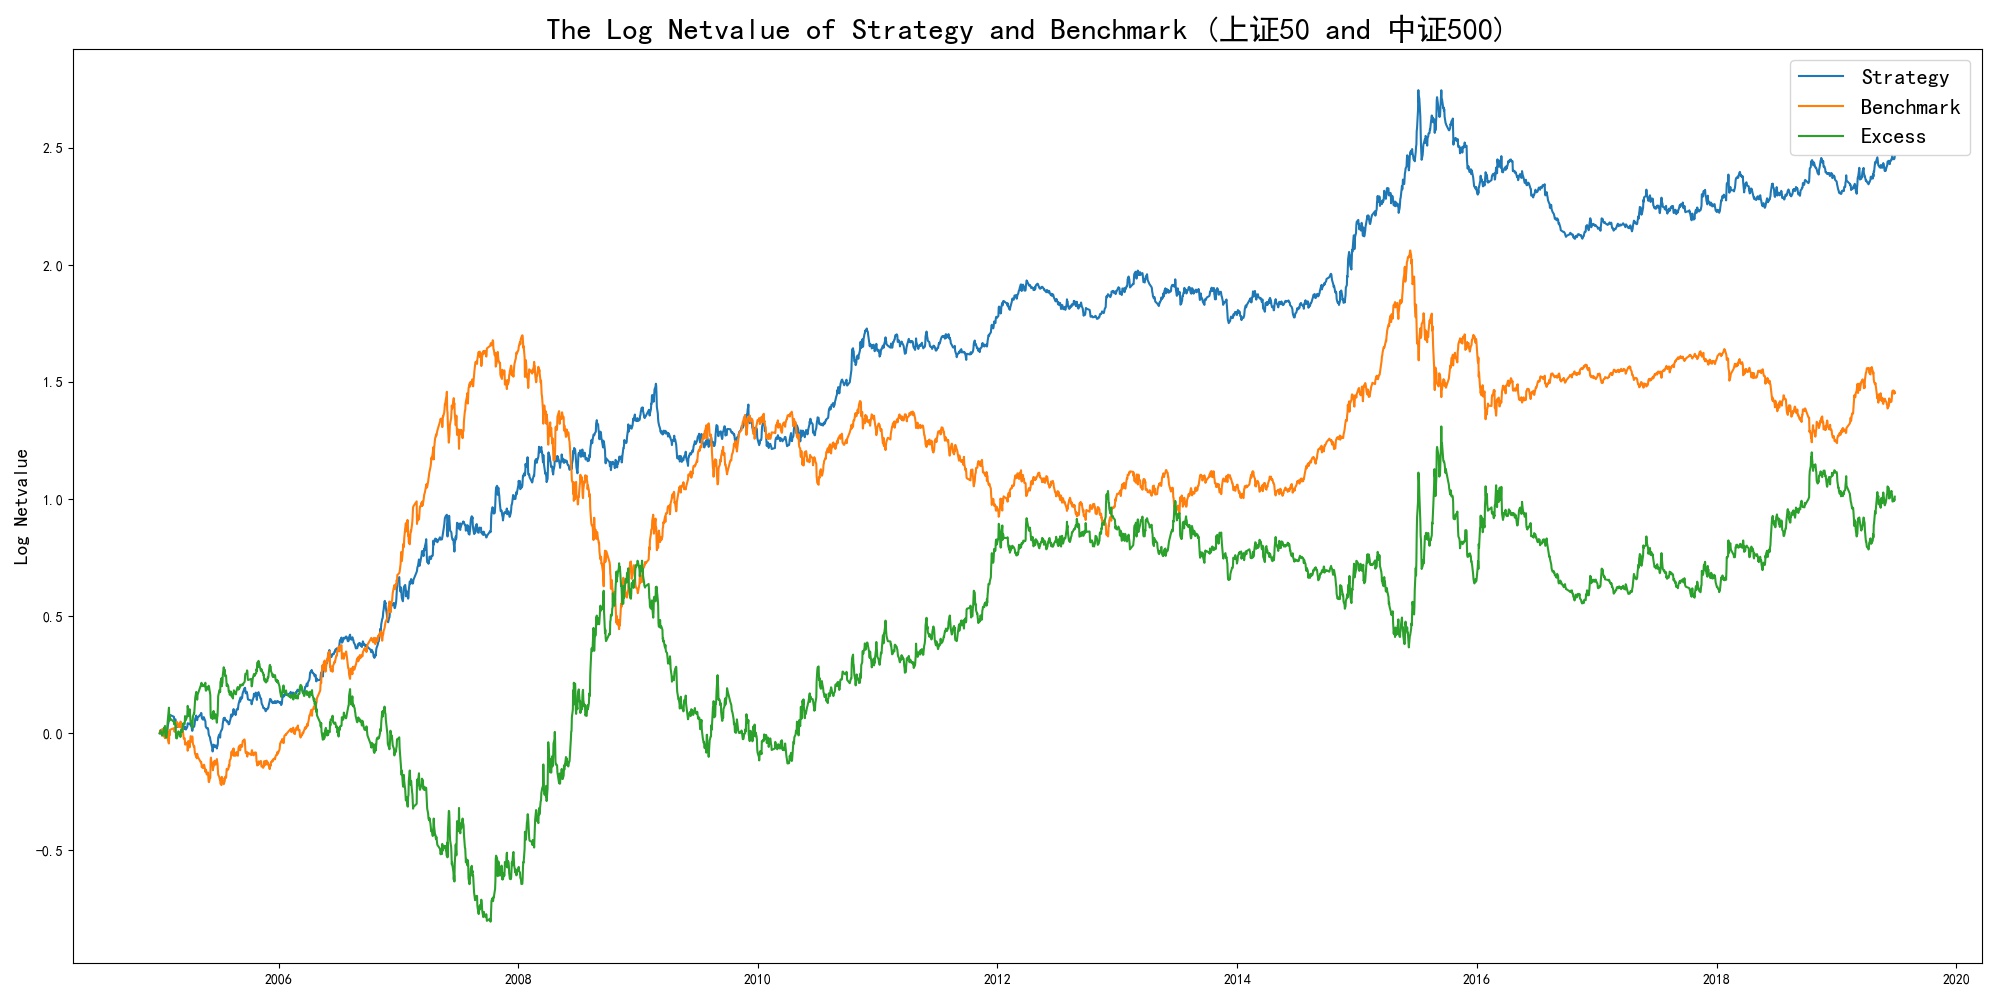 The Log Netvalue of Strategy and Benchmark (上证50 and 中证500)
Strategy
Benchmark
Excess
Log Netvalue
2.5
2.0
1.5
1.0
0.5
0.0
−0.5
2006 2008 2010 2012 2014 2016 2018 2020